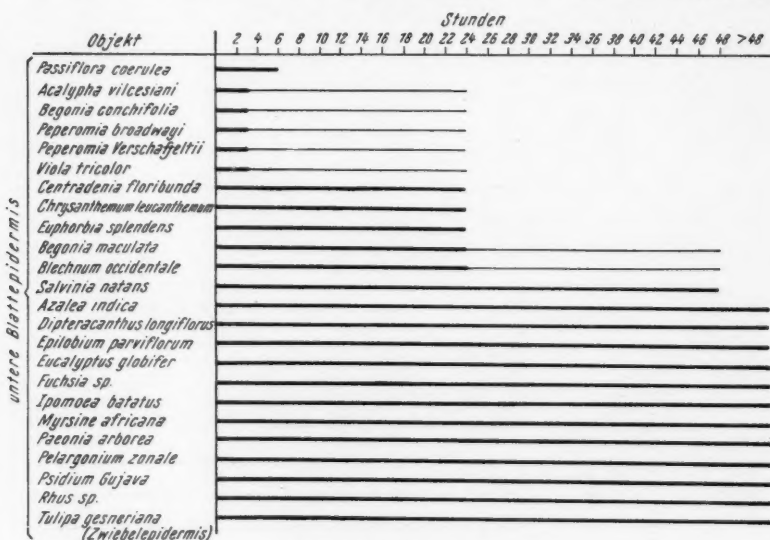 Stunden
Objekt
2 4 6 8 10 12 14 16 18 20 22 24 26 28 30 32 34 36 38 40 42 44 46 48 >48
untere Blattepidermis
Passiflora coerulea
Acalypha vilcesiani
Begonia conchifolia
Peperomia broadwayi
Peperomia Verschaffeltii
Viola tricolor
Centradenia floribunda
Chrysanthemum leucanthemum
Euphorbia splendens
Begonia maculata
Blechnum occidentale
Salvinia natans
Azalea indica
Dipteracanthus longiflorus
Epilobium parviflorum
Eucalyptus globifer
Fuchsia sp.
Ipomoea batatus
Myrsine africana
Paeonia arborea
Pelargonium zonale
Psidium Gujava
Rhus sp.
Tulipa gesneriana
(Zwiebelepidermis)